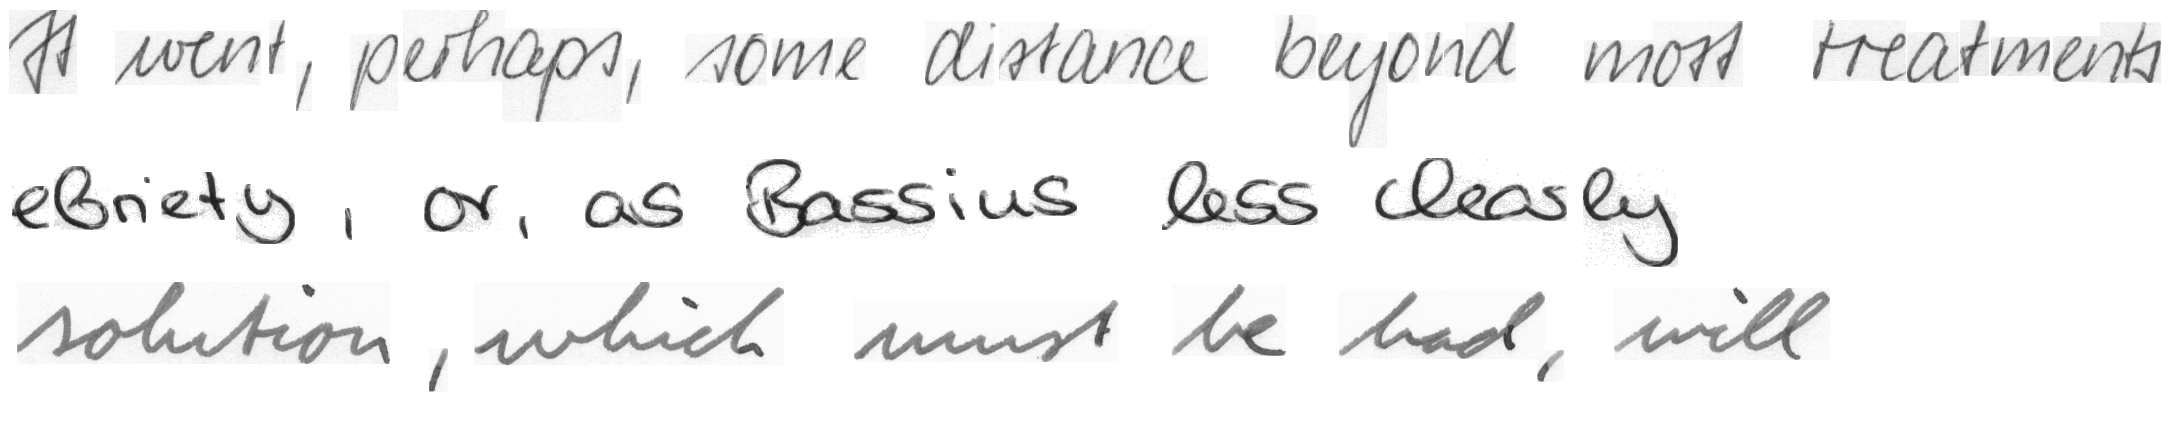 It went, perhaps, some distance beyond most treatments
ebriety, or, as Bassius less clearly
solution, which must be had, will